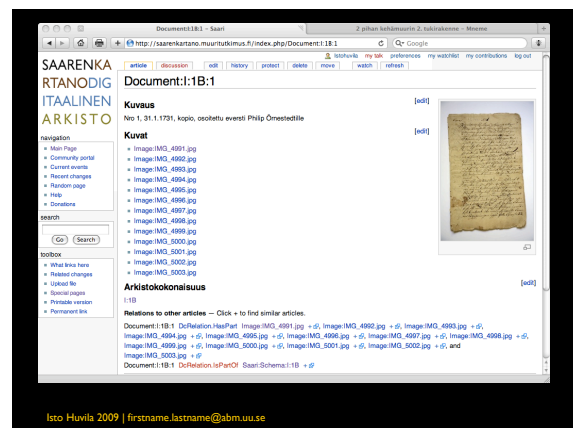 Document:I:1B:1 – Saari
2 pihan kehämuurin 2. tukirakenne – Mneme
http://saarenkartano.muuritutkimus.fi/index.php/Document:I:1B:1
Google
Istohuvila my talk preferences my watchlist my contributions log out
SAARENKA
RTANODIG
ITAALINEN
ARKISTO
article discussion edit history protect delete move watch refresh
Document:I:1B:1
Kuvaus [edit]
Nro 1, 31.1.1731, kopio, osoitettu eversti Philip Örnestedtille
Kuvat [edit]
Image:IMG_4991.jpg
Image:IMG_4992.jpg
Image:IMG_4993.jpg
Image:IMG_4994.jpg
Image:IMG_4995.jpg
Image:IMG_4996.jpg
Image:IMG_4997.jpg
Image:IMG_4998.jpg
Image:IMG_4999.jpg
Image:IMG_5000.jpg
Image:IMG_5001.jpg
Image:IMG_5002.jpg
Image:IMG_5003.jpg
Arkistokokonaisuus [edit]
I:1B
Relations to other articles — Click + to find similar articles.
Document:I:1B:1 DcRelation.HasPart Image:IMG_4991.jpg +, Image:IMG_4992.jpg +, Image:IMG_4993.jpg +,
Image:IMG_4994.jpg +, Image:IMG_4995.jpg +, Image:IMG_4996.jpg +, Image:IMG_4997.jpg +, Image:IMG_4998.jpg +,
Image:IMG_4999.jpg +, Image:IMG_5000.jpg +, Image:IMG_5001.jpg +, Image:IMG_5002.jpg +, and
Image:IMG_5003.jpg +
Document:I:1B:1 DcRelation.IsPartOf Saari:Schema:I:1B +
navigation
Main Page
Community portal
Current events
Recent changes
Random page
Help
Donations
search
Go Search
toolbox
What links here
Related changes
Upload file
Special pages
Printable version
Permanent link
Isto Huvila 2009 | firstname.lastname@abm.uu.se